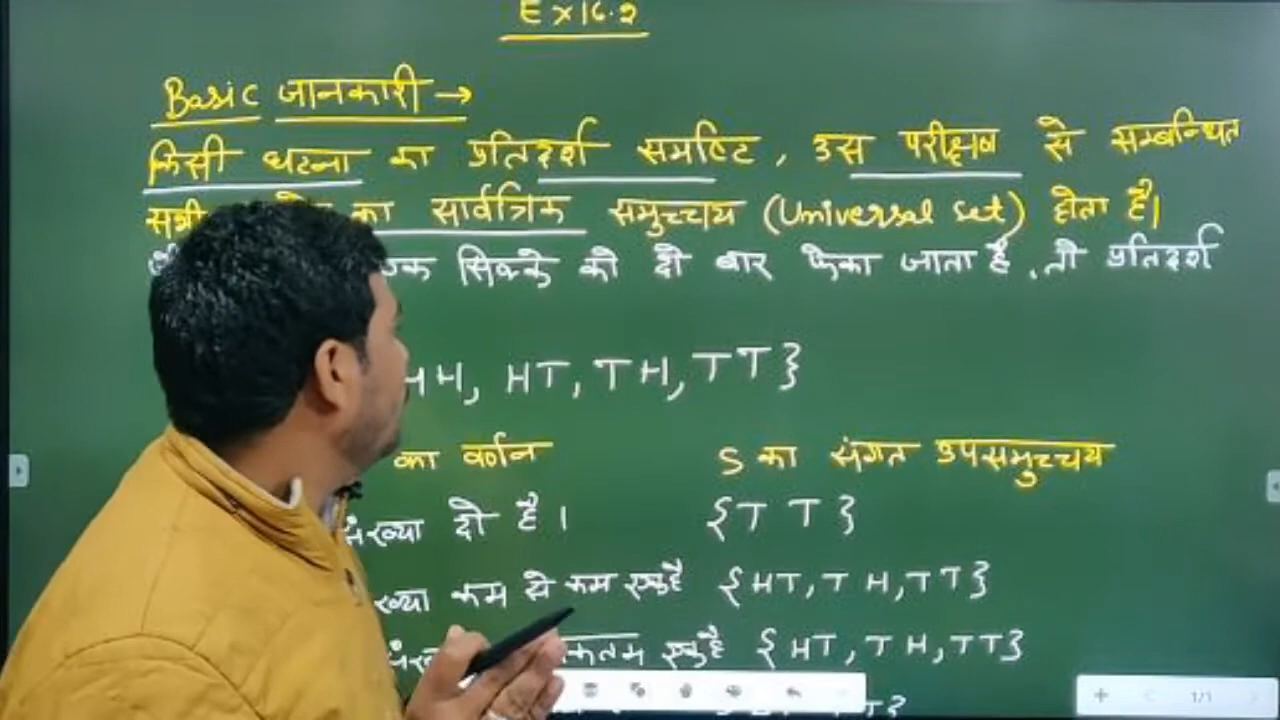 Ex 16.2
Basic जानकारी →
किसी घटना का प्रतिदर्श समष्टि, उस परीक्षण से सम्बन्धित
सभी का सार्वत्रिक समुच्चय (Universal Set) होता है।
एक सिक्के को दो बार फेंका जाता है, तो प्रतिदर्श
HH, HT, TH, TT}
का वर्णन S का संगत उपसमुच्चय
संख्या दो है। {T T}
ख्या कम से कम एक है {HT, TH, TT}
कतम एक है {HT, TH, TT}
1/1